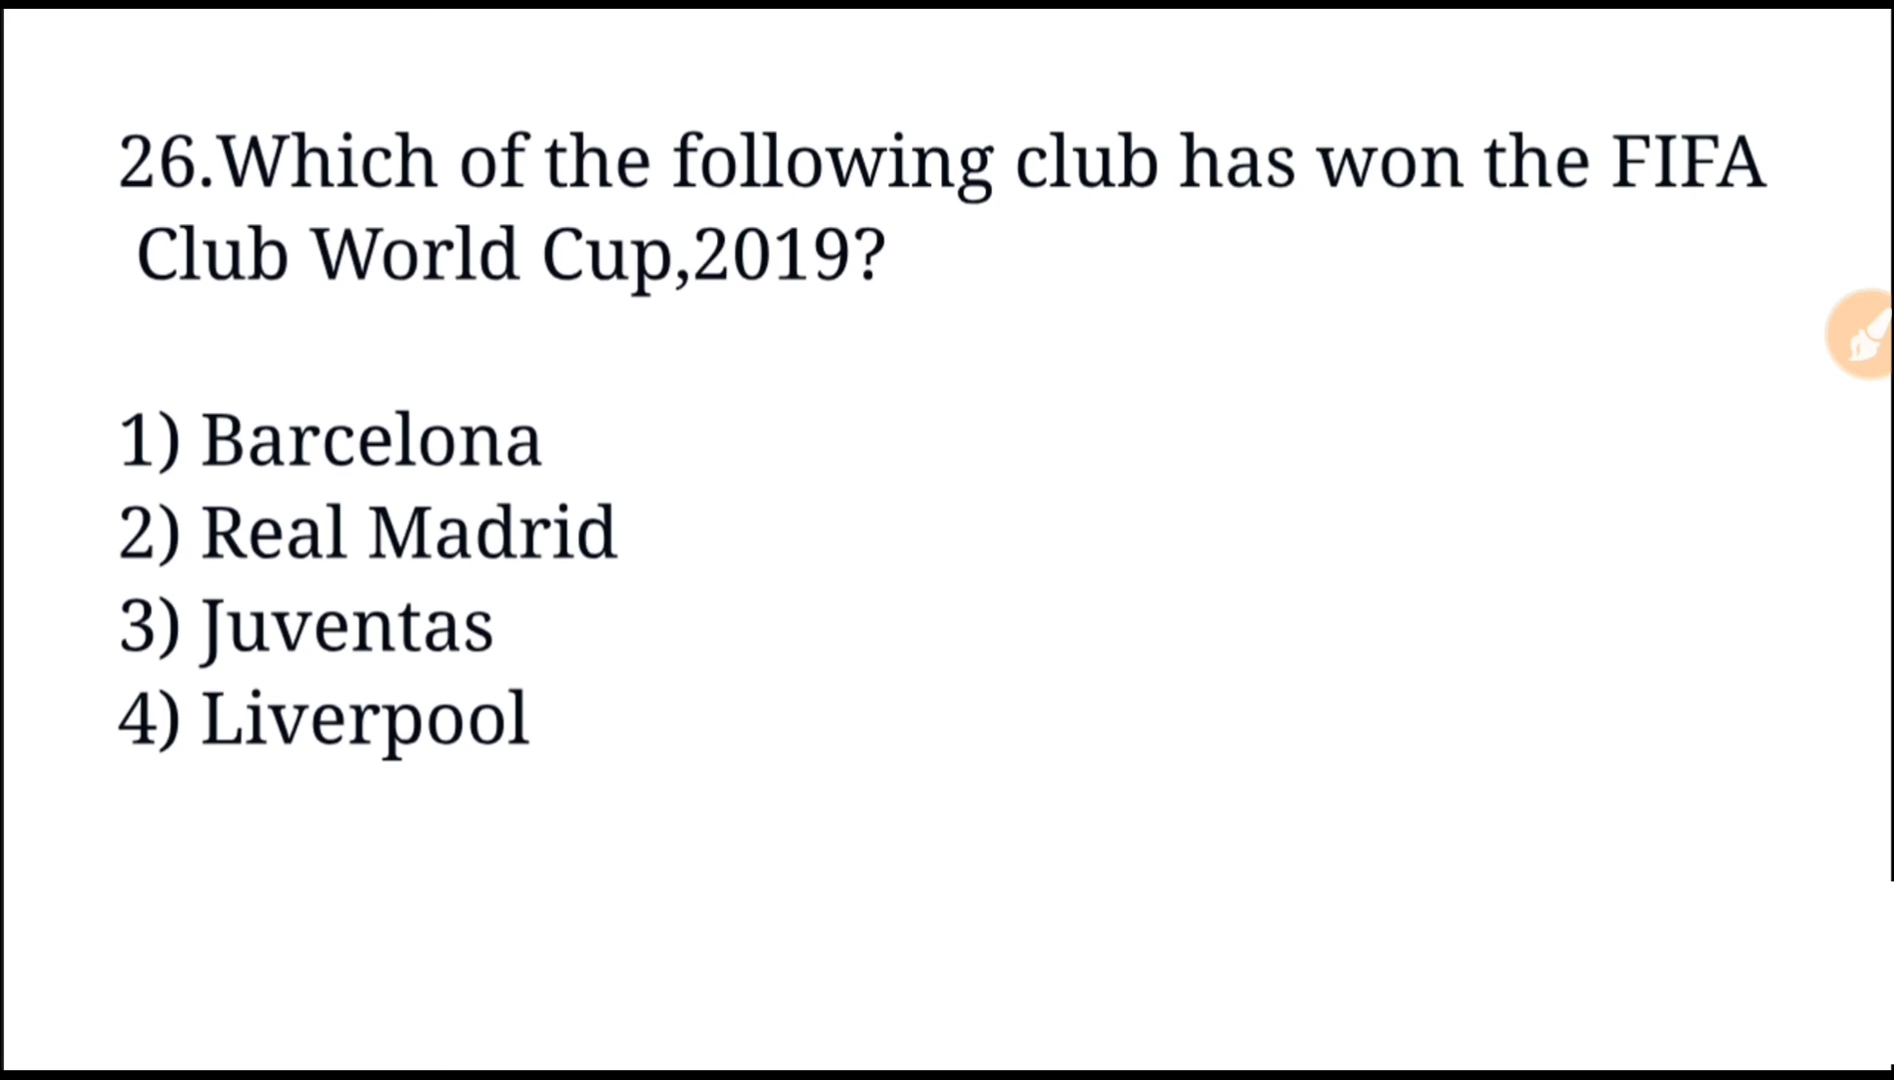 26.Which of the following club has won the FIFA
Club World Cup,2019?
1) Barcelona
2) Real Madrid
3) Juventas
4) Liverpool